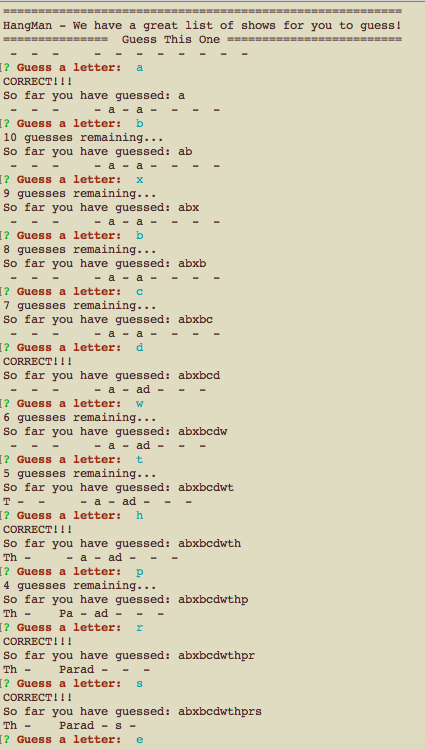 ==========================================================
HangMan - We have a great list of shows for you to guess!
=============== Guess This One =========================
- - - - - - - - - - -
[? Guess a letter: a
CORRECT!!!
So far you have guessed: a
- - - - a - a - - - -
[? Guess a letter: b
10 guesses remaining...
So far you have guessed: ab
- - - - a - a - - - -
[? Guess a letter: x
9 guesses remaining...
So far you have guessed: abx
- - - - a - a - - - -
[? Guess a letter: b
8 guesses remaining...
So far you have guessed: abxb
- - - - a - a - - - -
[? Guess a letter: c
7 guesses remaining...
So far you have guessed: abxbc
- - - - a - a - - - -
[? Guess a letter: d
CORRECT!!!
So far you have guessed: abxbcd
- - - - a - ad - - -
[? Guess a letter: w
6 guesses remaining...
So far you have guessed: abxbcdw
- - - - a - ad - - -
[? Guess a letter: t
5 guesses remaining...
So far you have guessed: abxbcdwt
T - - - a - ad - - -
[? Guess a letter: h
CORRECT!!!
So far you have guessed: abxbcdwth
Th - - a - ad - - -
[? Guess a letter: p
4 guesses remaining...
So far you have guessed: abxbcdwthp
Th - Pa - ad - - -
[? Guess a letter: r
CORRECT!!!
So far you have guessed: abxbcdwthpr
Th - Parad - - -
[? Guess a letter: s
CORRECT!!!
So far you have guessed: abxbcdwthprs
Th - Parad - s -
[? Guess a letter: e